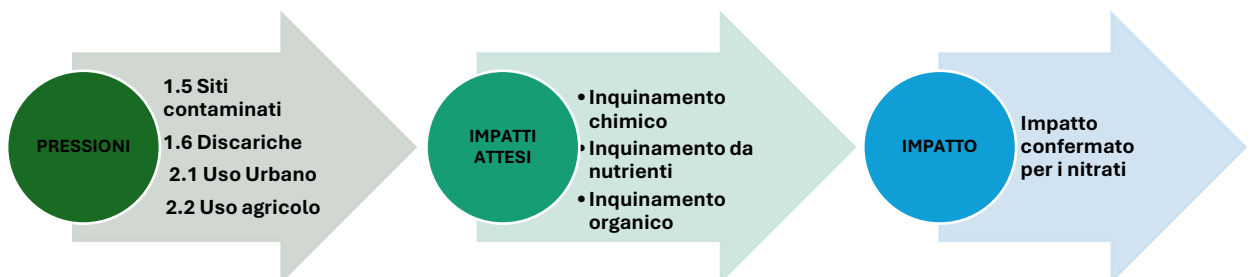 PRESSIONI
1.5 Siti
contaminati
1.6 Discariche
2.1 Uso Urbano
2.2 Uso agricolo
IMPATTI
ATTESI
• Inquinamento
chimico
• Inquinamento da
nutrienti
• Inquinamento
organico
IMPATTO
Impatto
confermato
per i nitrati